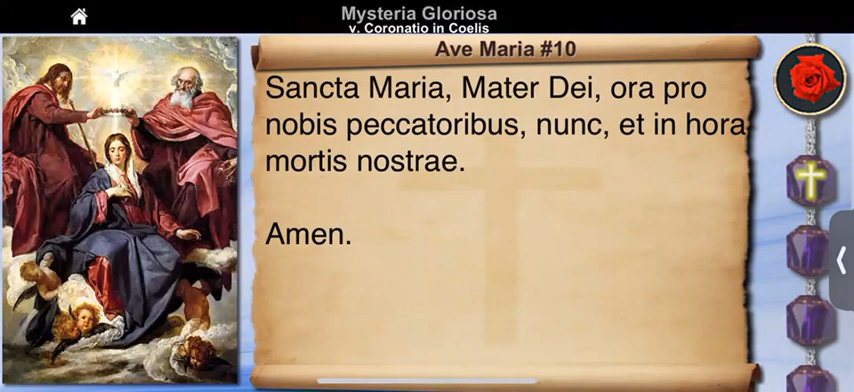 Mysteria Gloriosa
v. Coronatio in Coelis
Ave Maria #10
Sancta Maria, Mater Dei, ora pro
nobis peccatoribus, nunc, et in hora
mortis nostrae.
Amen.